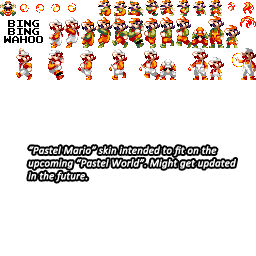 BING
BING
WAHOO
"Pastel Mario" skin intended to fit on the
upcoming "Pastel World". Might get updated
in the future.